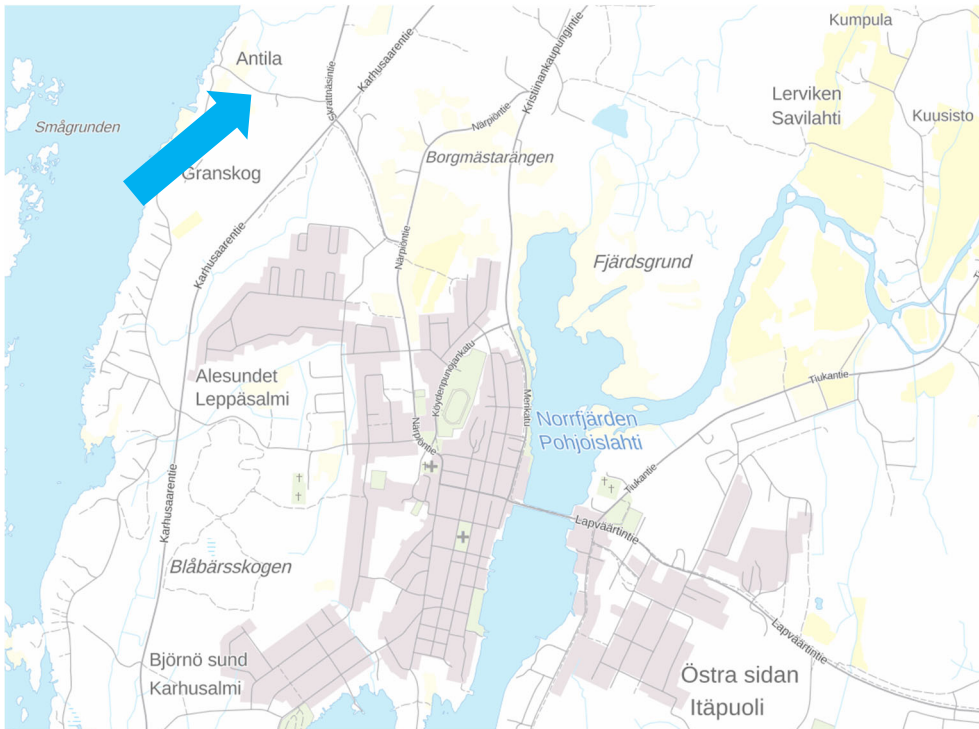 Kumpula
Antila
Skrattnäsintie
Karhusaarentie
Kristiinankaupungintie
Lerviken
Savilahti
Kuusisto
Smågrunden
Närpiöntie
Borgmästarängen
Granskog
Karhusaarentie
Närpiöntie
Fjärdsgrund
Alesundet
Leppäsalmi
Köydenpunojankatu
Merikatu
Tiukantie
Norrfjärden
Pohjoislahti
Närpiöntie
Tiukantie
Karhusaarentie
Lapväärtintie
Blåbärsskogen
Lapväärtintie
Björnö sund
Karhusalmi
Östra sidan
Itäpuoli